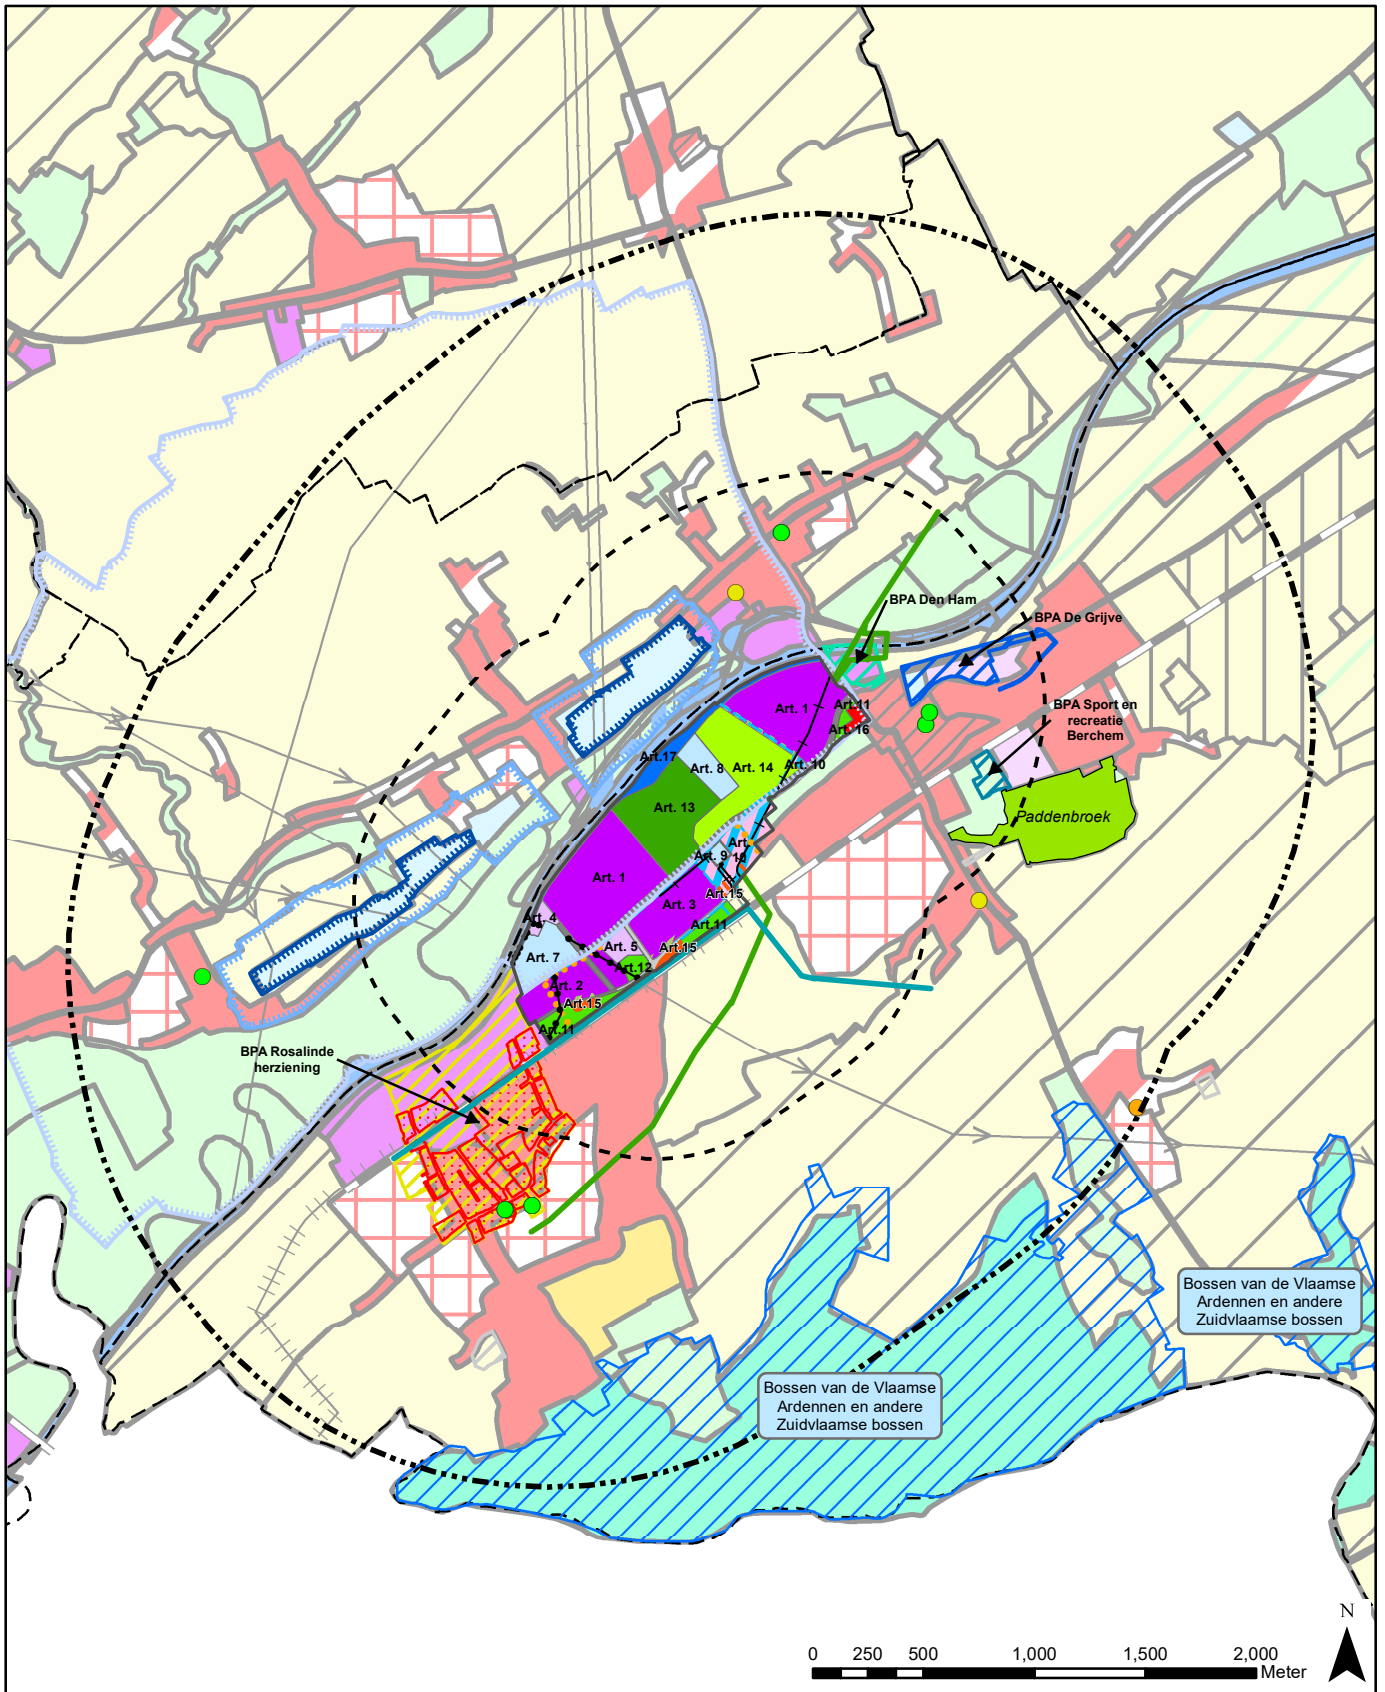 BPA Den Ham
BPA De Grijve
BPA Sport en
recreatie
Berchem
Art. 1
Art.11
Art. 16
Art.17
Art. 8
Art. 14
Art. 10
Paddenbroek
Art. 13
Art. 10
Art. 9
Art. 1
Art.15
Art. 3
Art. 4
Art.11
Art. 5
Art.15
Art. 7
Art.12
Art. 2
Art.15
Art.11
BPA Rosalinde
herziening
Bossen van de Vlaamse
Ardennen en andere
Zuidvlaamse bossen
Bossen van de Vlaamse
Ardennen en andere
Zuidvlaamse bossen
N
0 250 500 1,000 1,500 2,000
Meter